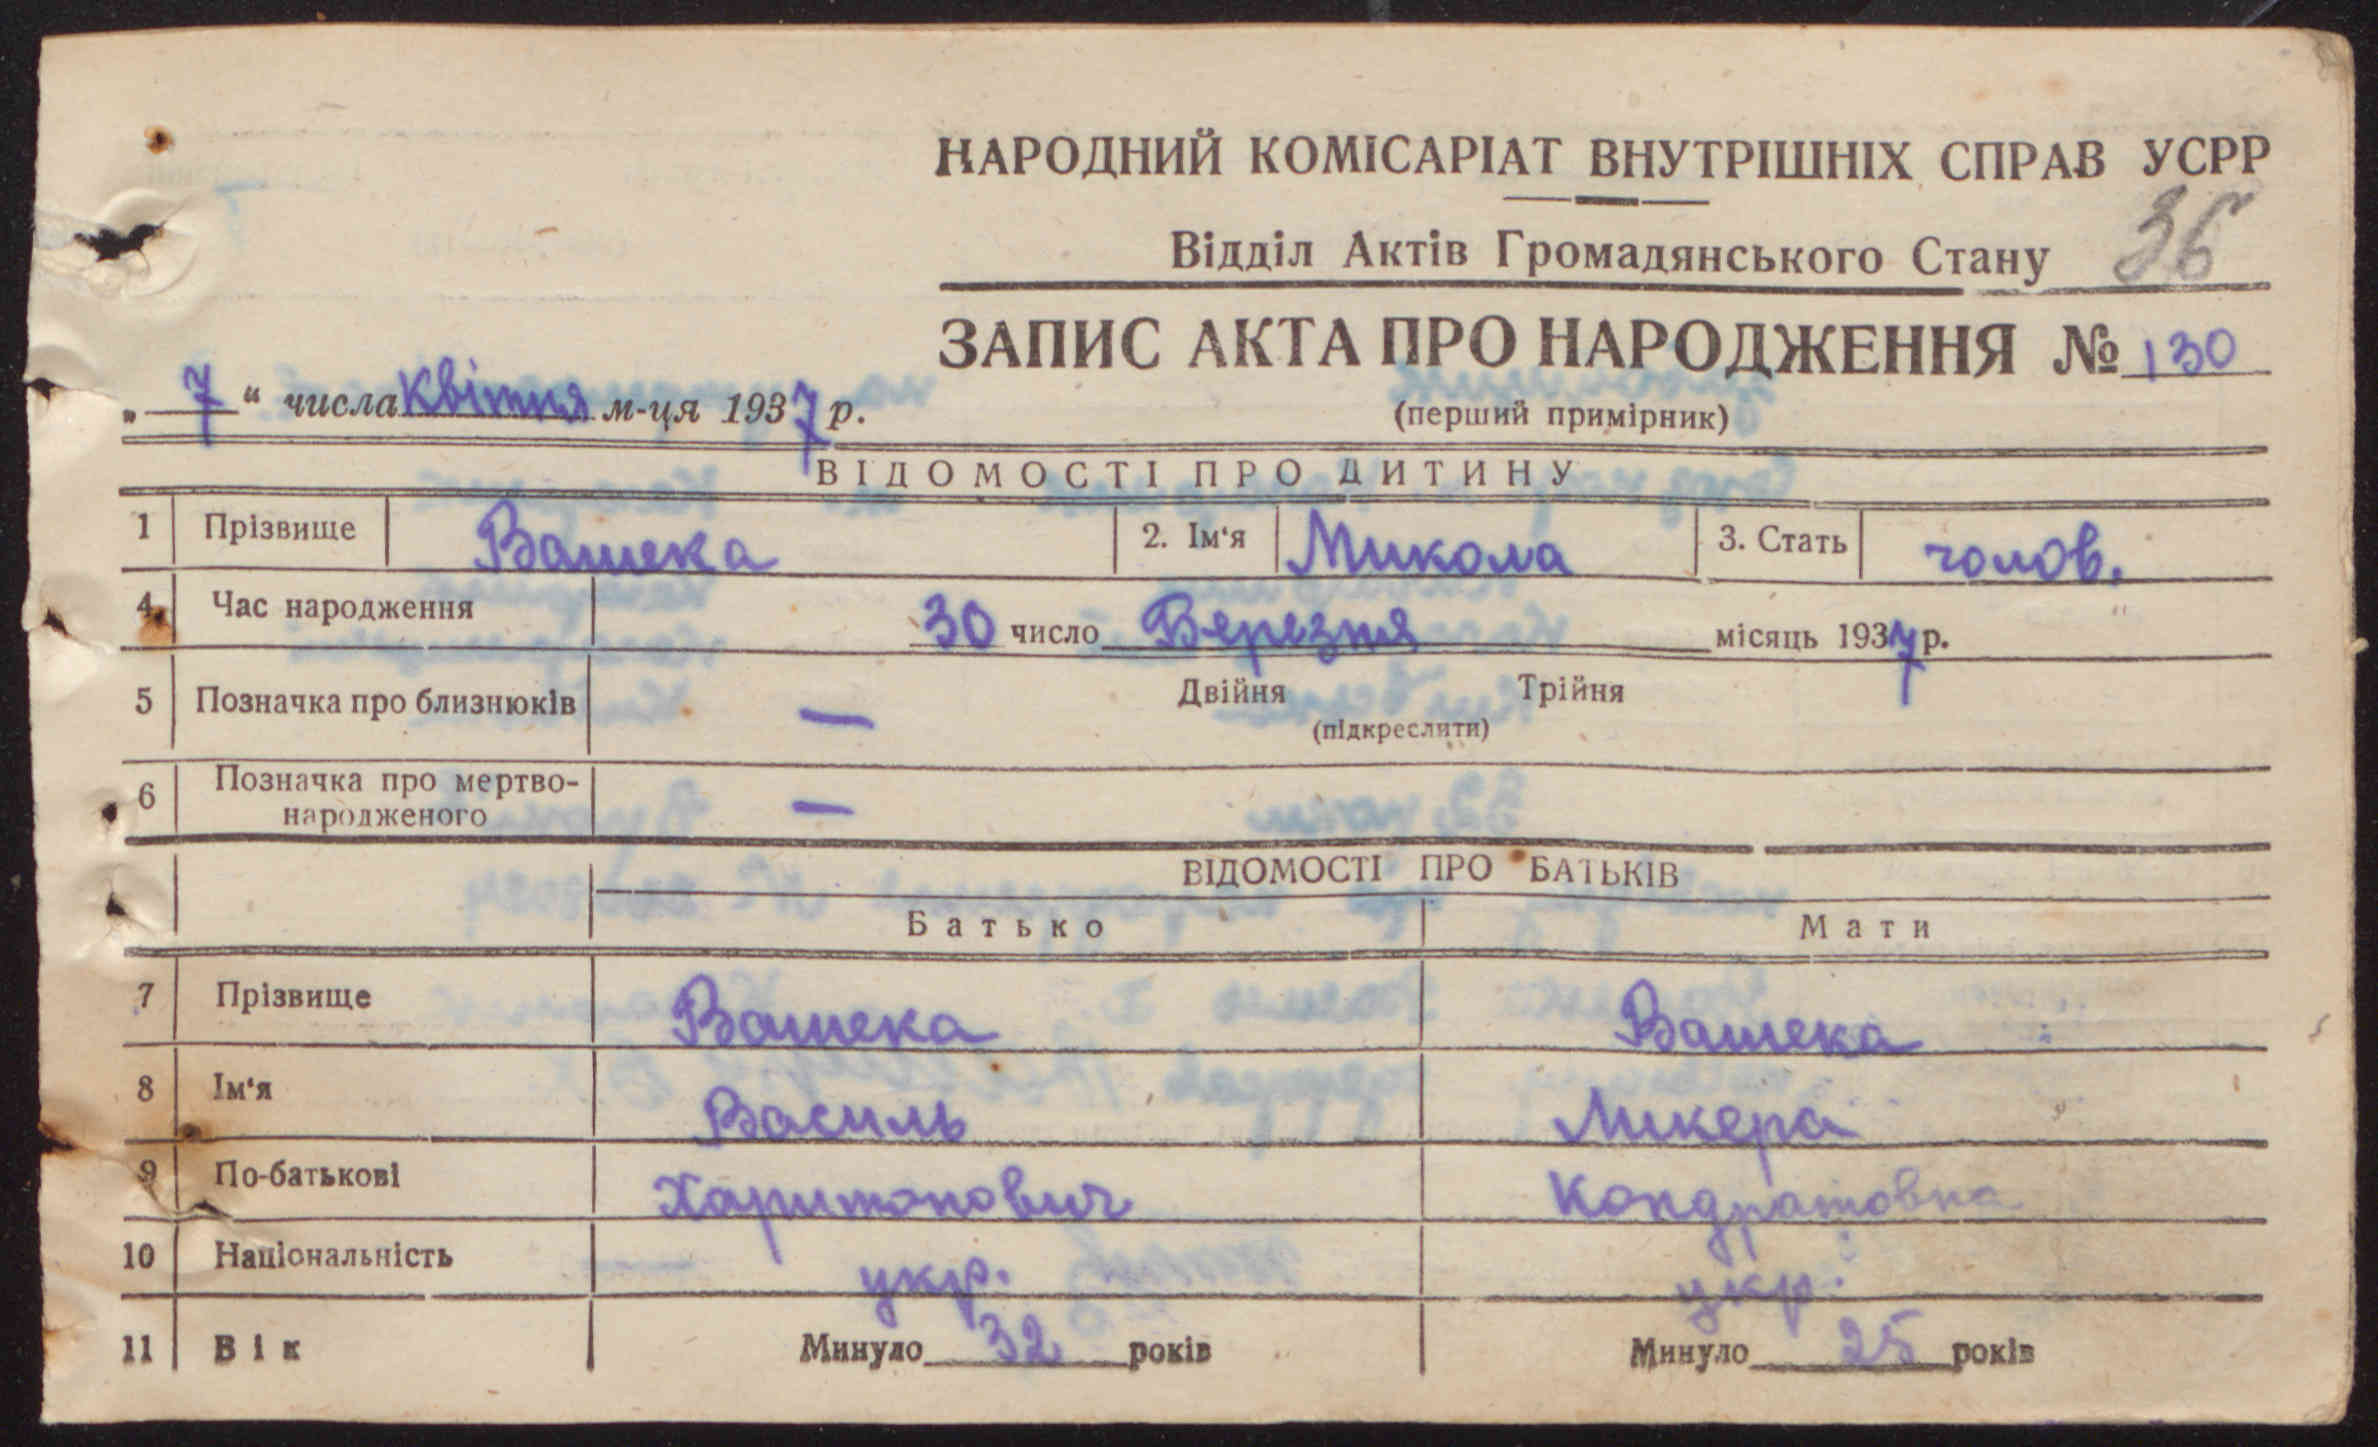 НАРОДНИЙ КОМІСАРІАТ ВНУТРІШНІХ СПРАВ УСРР
Відділ Актів Громадянського Стану 36
ЗАПИС АКТА ПРО НАРОДЖЕННЯ № 130
„7“ числа Квітня м-ця 1937 р.
(перший примірник)
ВІДОМОСТІ ПРО ДИТИНУ
1 Прізвище Вашека 2. Ім‘я Микола 3. Стать чолов.
4 Час народження 30 число Березня місяць 1937 р.
5 Позначка про близнюків — Двійня Трійня
(підкреслити)
6 Позначка про мертво-
народженого —
ВІДОМОСТІ ПРО БАТЬКІВ
Батько Мати
7 Прізвище Вашека Вашека
8 Ім‘я Василь Ликера
9 По-батькові Харитонович Кондратовна
10 Національність укр. укр.
11 Вік Минуло 32 років Минуло 25 років